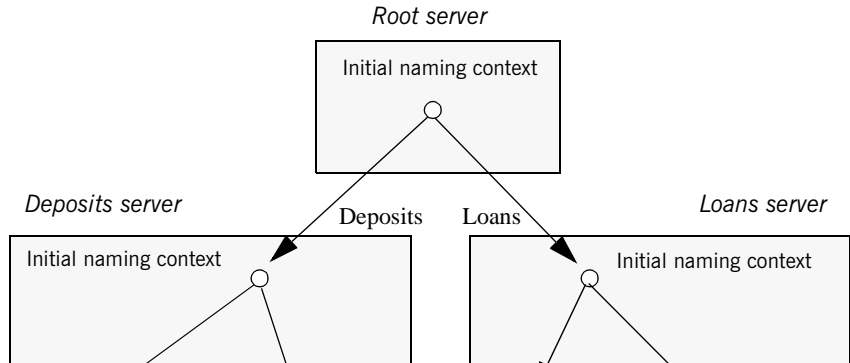 Root server
Initial naming context
Deposits server
Deposits
Loans
Loans server
Initial naming context
Initial naming context